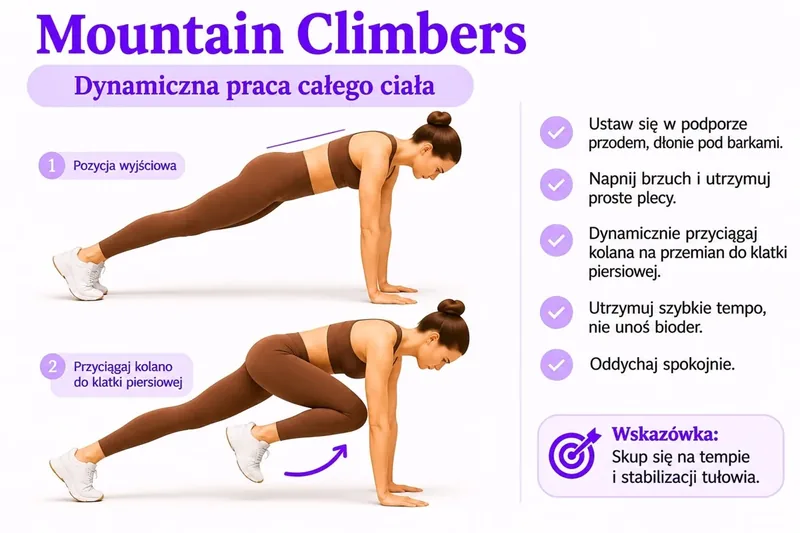 Mountain Climbers
Dynamiczna praca całego ciała
1 Pozycja wyjściowa
2 Przyciągaj kolano
do klatki piersiowej
Ustaw się w podporze
przodem, dłonie pod barkami.
Napnij brzuch i utrzymuj
proste plecy.
Dynamicznie przyciągaj
kolana na przemian do klatki
piersiowej.
Utrzymuj szybkie tempo,
nie unoś bioder.
Oddychaj spokojnie.
Wskazówka:
Skup się na tempie
i stabilizacji tułowia.